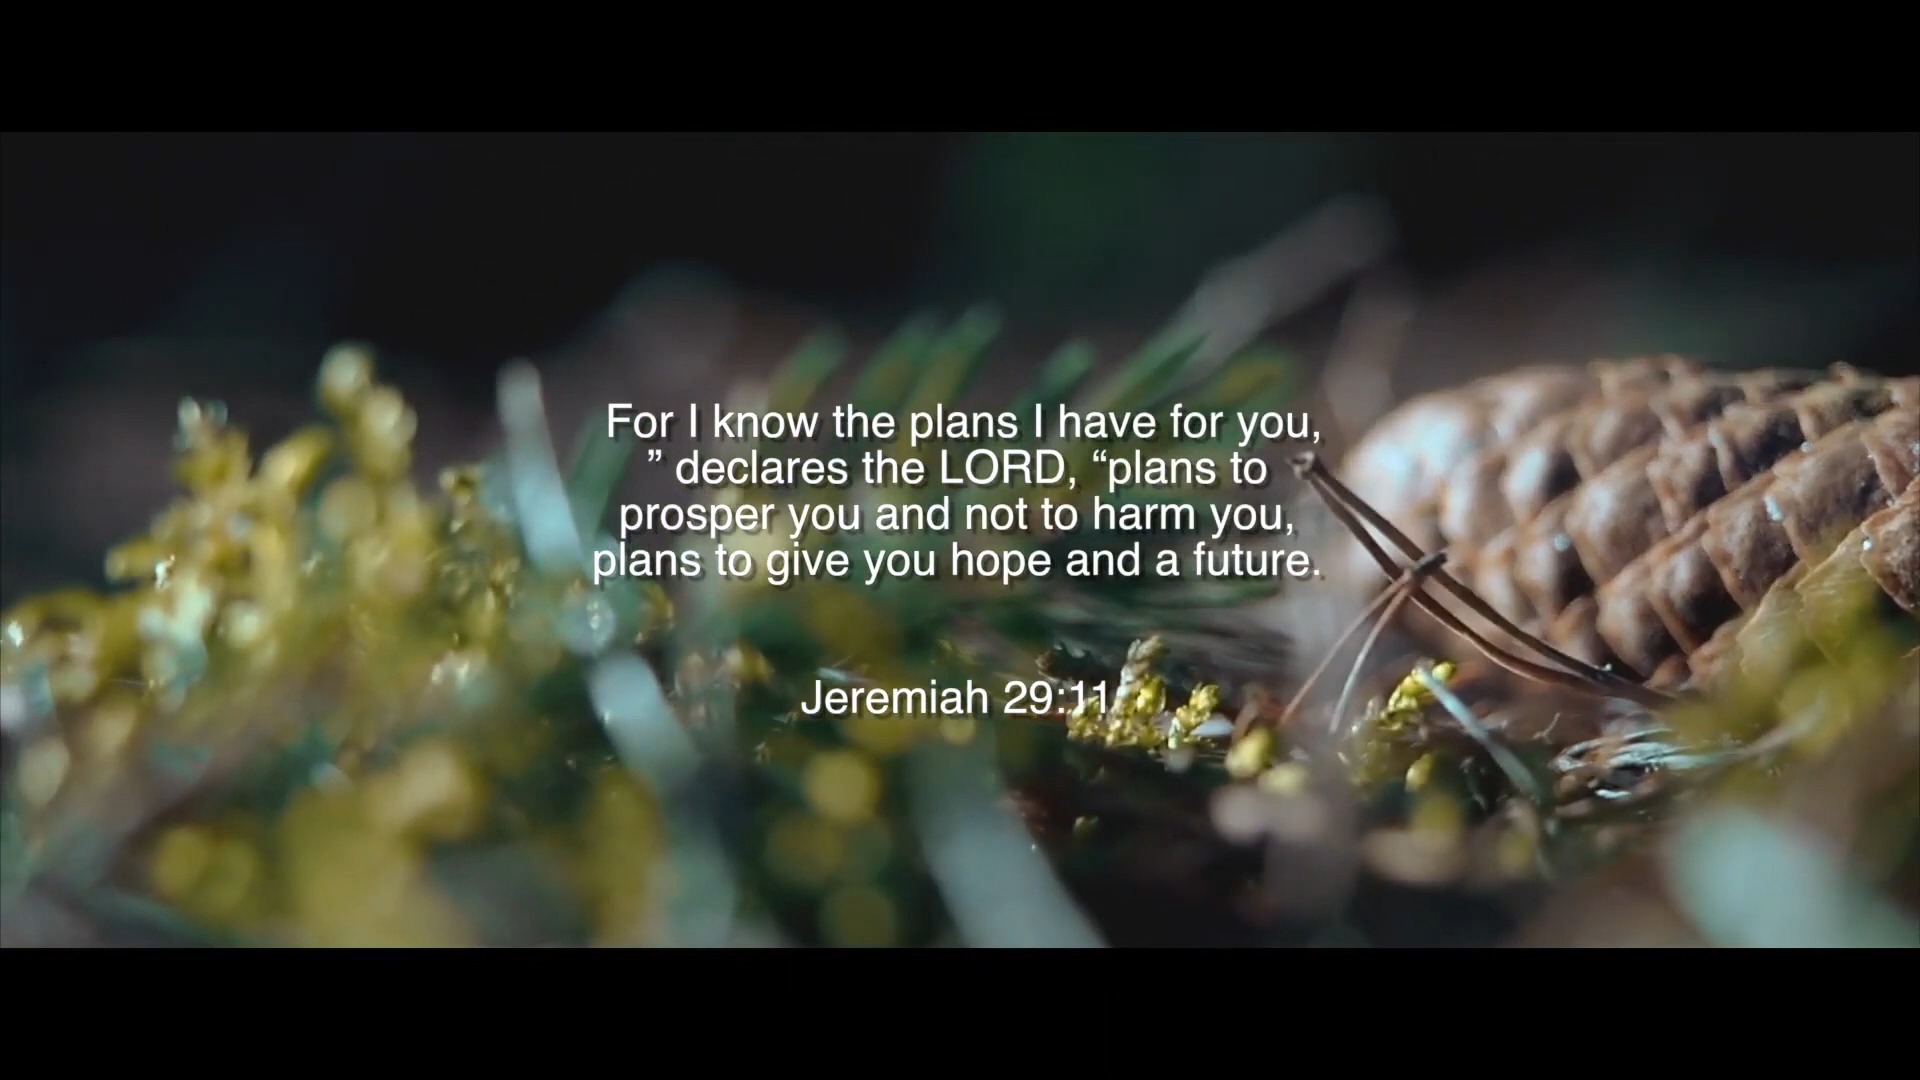 For I know the plans I have for you,
” declares the LORD, “plans to
prosper you and not to harm you,
plans to give you hope and a future.
Jeremiah 29:11